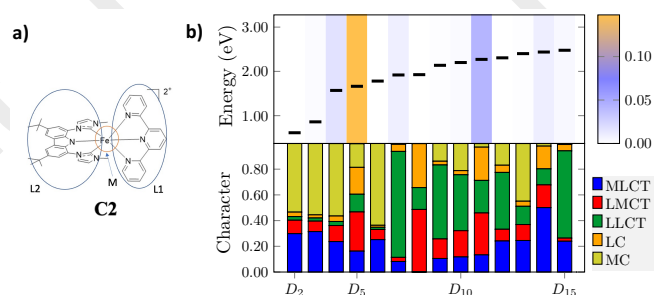 a)
b)
Energy (eV)
3.00
2.00
1.00
0.10
0.05
0.00
2+
N
N
N
N
Fe
N
N
N
N
L2
M
L1
C2
Character
0.80
0.60
0.40
0.20
0.00
D2
D5
D10
D15
MLCT
LMCT
LLCT
LC
MC